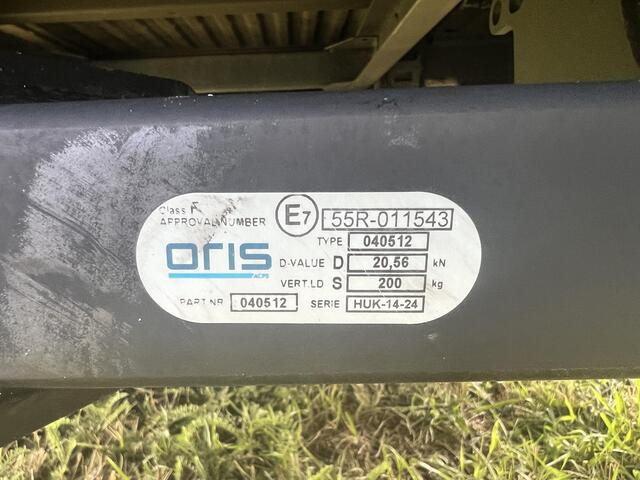 Class F
APPROVAL NUMBER E7 55R-011543
TYPE 040512
oris
ACPS
D-VALUE D 20,56 kN
VERT.LD S 200 kg
PART NR 040512 SERIE HUK-14-24